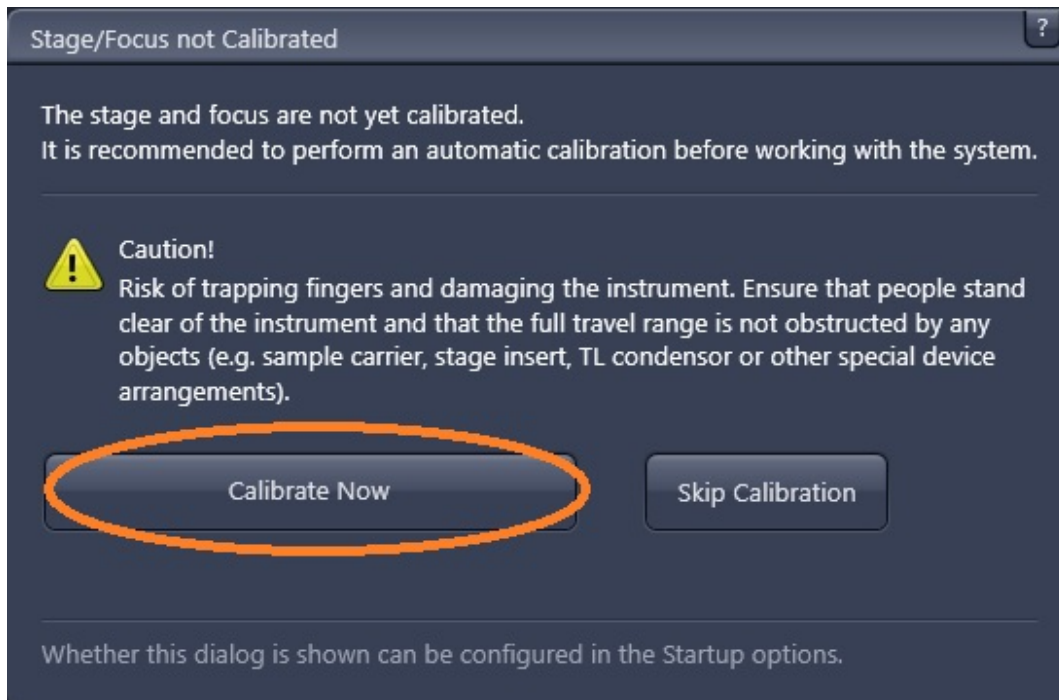 Stage/Focus not Calibrated
?
The stage and focus are not yet calibrated.
It is recommended to perform an automatic calibration before working with the system.
Caution!
Risk of trapping fingers and damaging the instrument. Ensure that people stand
clear of the instrument and that the full travel range is not obstructed by any
objects (e.g. sample carrier, stage insert, TL condensor or other special device
arrangements).
Calibrate Now
Skip Calibration
Whether this dialog is shown can be configured in the Startup options.